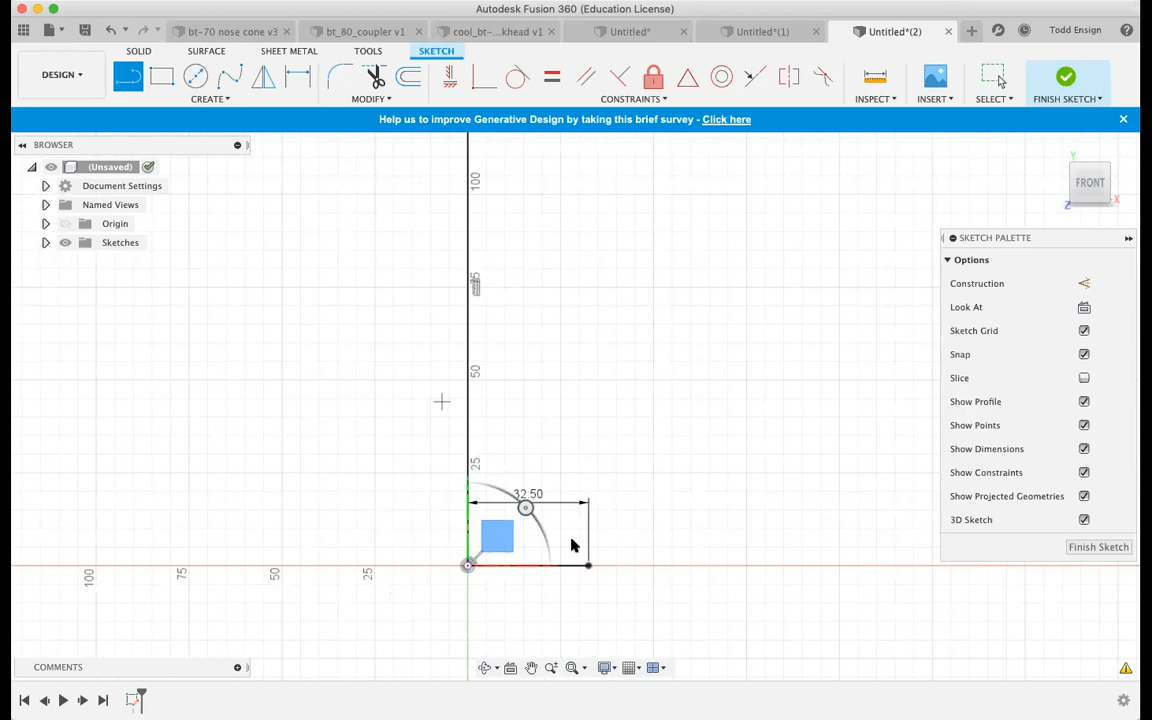 Autodesk Fusion 360 (Education License)
bt-70 nose cone v3
bt_80_coupler v1
cool_bt-...khead v1
Untitled*
Untitled*(1)
Untitled*(2)
Todd Ensign
SOLID
SURFACE
SHEET METAL
TOOLS
SKETCH
DESIGN
CREATE
MODIFY
CONSTRAINTS
INSPECT
INSERT
SELECT
FINISH SKETCH
Help us to improve Generative Design by taking this brief survey - Click here
BROWSER
(Unsaved)
Document Settings
Named Views
Origin
Sketches
100
75
50
25
32.50
100
75
50
25
Y
FRONT
X
Z
SKETCH PALETTE
Options
Construction
Look At
Sketch Grid
Snap
Slice
Show Profile
Show Points
Show Dimensions
Show Constraints
Show Projected Geometries
3D Sketch
Finish Sketch
COMMENTS